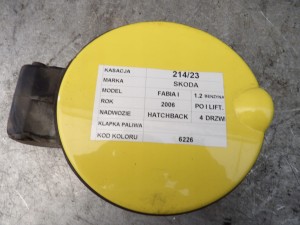 KASACJA 214/23
MARKA SKODA
MODEL FABIA I 1.2 BENZYNA
ROK 2006 PO I LIFT.
NADWOZIE HATCHBACK 4 DRZWI
KLAPKA PALIWA
KOD KOLORU 6226